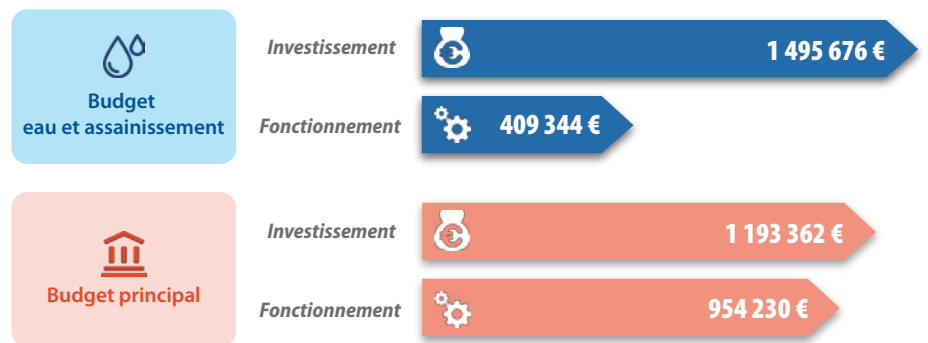 Budget
eau et assainissement
Investissement
1 495 676 €
Fonctionnement
409 344 €
Budget principal
Investissement
1 193 362 €
Fonctionnement
954 230 €